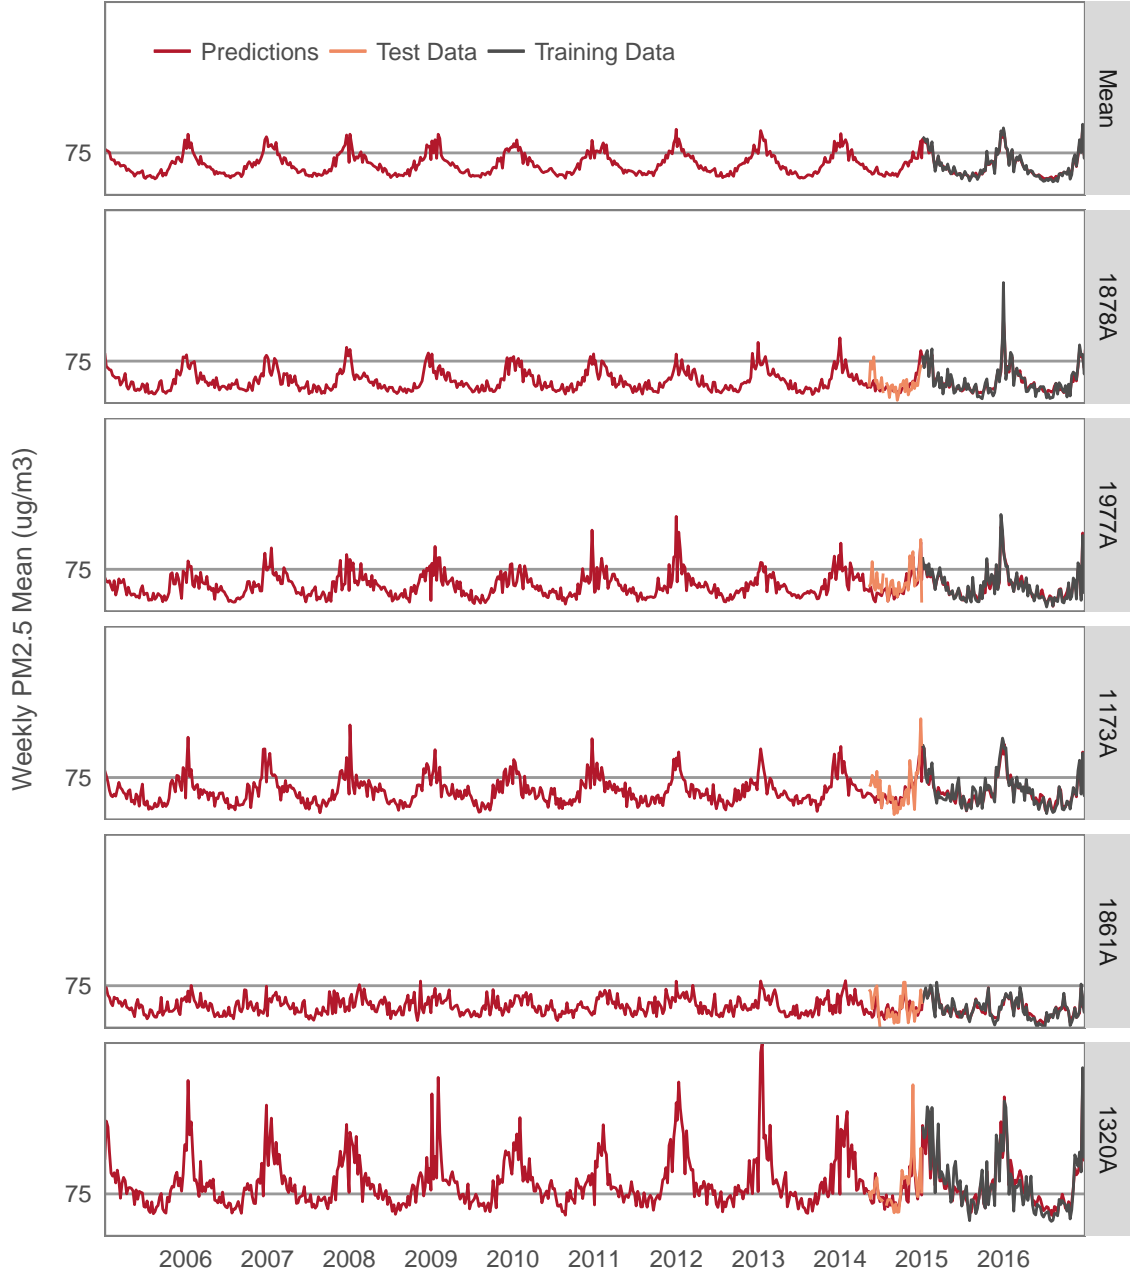 Predictions Test Data Training Data
75
Mean
75
1878A
Weekly PM2.5 Mean (ug/m3)
75
1977A
75
1173A
75
1861A
75
1320A
2006 2007 2008 2009 2010 2011 2012 2013 2014 2015 2016